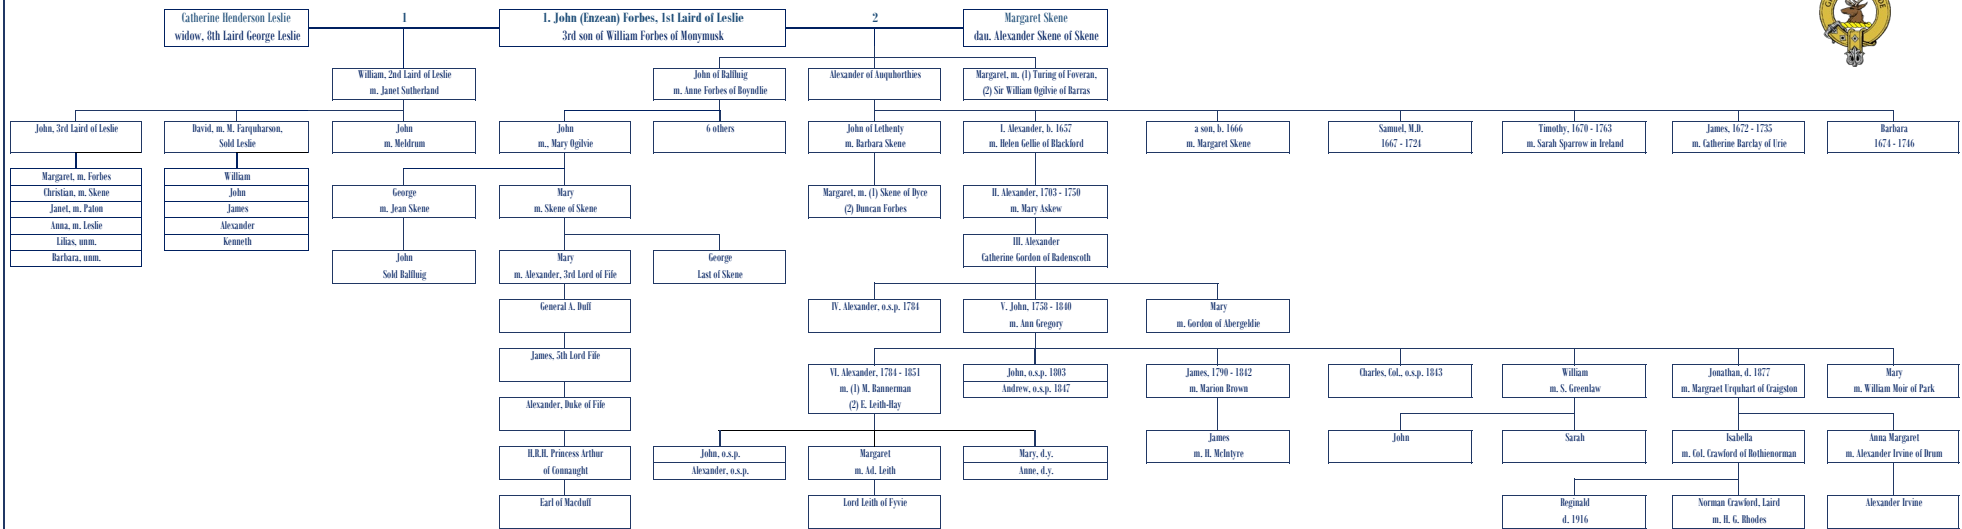 Catherine Henderson Leslie
widow, 8th Laird George Leslie
1
I. John (Enzean) Forbes, 1st Laird of Leslie
3rd son of William Forbes of Monymusk
2
Margaret Skene
dau. Alexander Skene of Skene
William, 2nd Laird of Leslie
m. Janet Sutherland
John of Balfluig
m. Anne Forbes of Boyndlie
Alexander of Auquhorthies
Margaret, m. (1) Turing of Foveran,
(2) Sir William Ogilvie of Barras
John, 3rd Laird of Leslie
David, m. M. Farquharson,
Sold Leslie
John
m. Meldrum
John
m., Mary Ogilvie
6 others
John of Lethenty
m. Barbara Skene
I. Alexander, b. 1657
m. Helen Gellie of Blackford
a son, b. 1666
m. Margaret Skene
Samuel, M.D.
1667 - 1724
Timothy, 1670 - 1763
m. Sarah Sparrow in Ireland
James, 1672 - 1735
m. Catherine Barclay of Urie
Barbara
1674 - 1746
Margaret, m. Forbes
Christian, m. Skene
Janet, m. Paton
Anna, m. Leslie
Lilias, unm.
Barbara, unm.
William
John
James
Alexander
Kenneth
George
m. Jean Skene
Mary
m. Skene of Skene
Margaret, m. (1) Skene of Dyce
(2) Duncan Forbes
II. Alexander, 1703 - 1750
m. Mary Askew
John
Sold Balfluig
Mary
m. Alexander, 3rd Lord of Fife
George
Last of Skene
III. Alexander
Catherine Gordon of Badenscoth
General A. Duff
IV. Alexander, o.s.p. 1784
V. John, 1758 - 1840
m. Ann Gregory
Mary
m. Gordon of Abergeldie
James, 5th Lord Fife
VI. Alexander, 1784 - 1851
m. (1) M. Bannerman
(2) E. Leith-Hay
John, o.s.p. 1803
Andrew, o.s.p. 1847
James, 1790 - 1842
m. Marion Brown
Charles, Col., o.s.p. 1843
William
m. S. Greenlaw
Jonathan, d. 1877
m. Margraet Urquhart of Craigston
Mary
m. William Moir of Park
Alexander, Duke of Fife
H.R.H. Princess Arthur
of Connaught
John, o.s.p.
Alexander, o.s.p.
Margaret
m. Ad. Leith
Mary, d.y.
Anne, d.y.
James
m. H. McIntyre
John
Sarah
Isabella
m. Col. Crawford of Rothienorman
Anna Margaret
m. Alexander Irvine of Drum
Earl of Macduff
Lord Leith of Fyvie
Reginald
d. 1916
Norman Crawford, Laird
m. H. G. Rhodes
Alexander Irvine